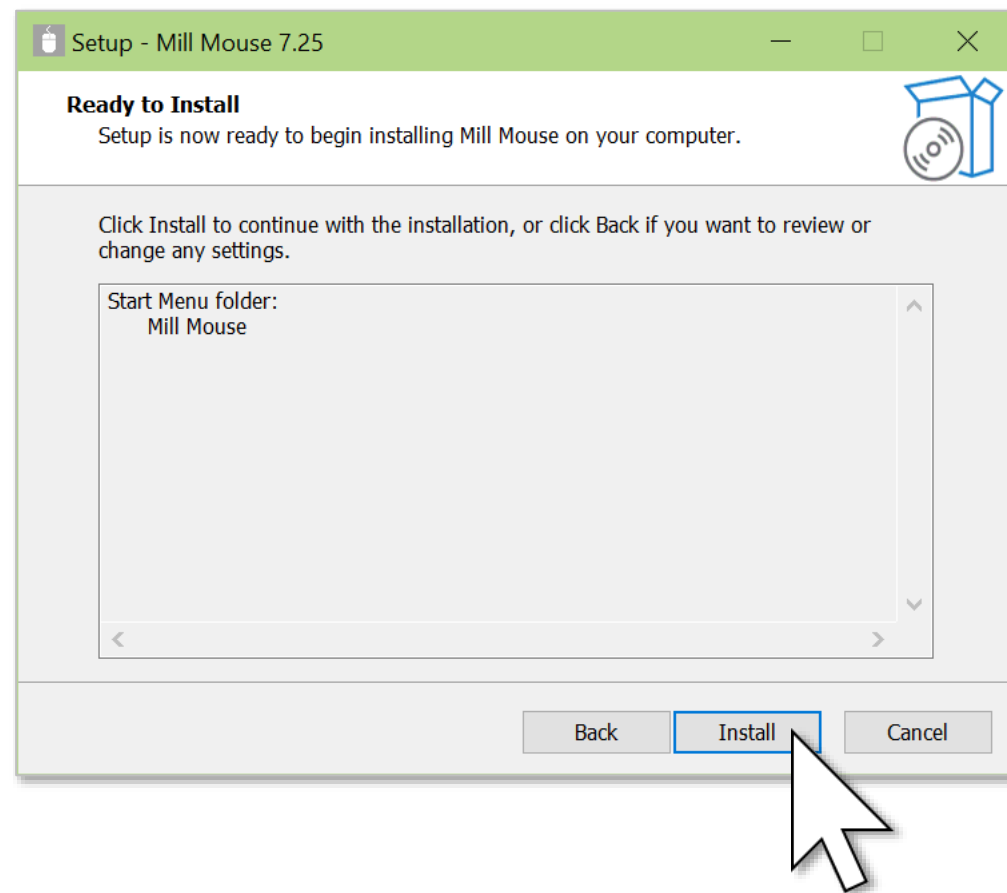 Setup - Mill Mouse 7.25
Ready to Install
Setup is now ready to begin installing Mill Mouse on your computer.
Click Install to continue with the installation, or click Back if you want to review or
change any settings.
Start Menu folder:
Mill Mouse
Back
Install
Cancel